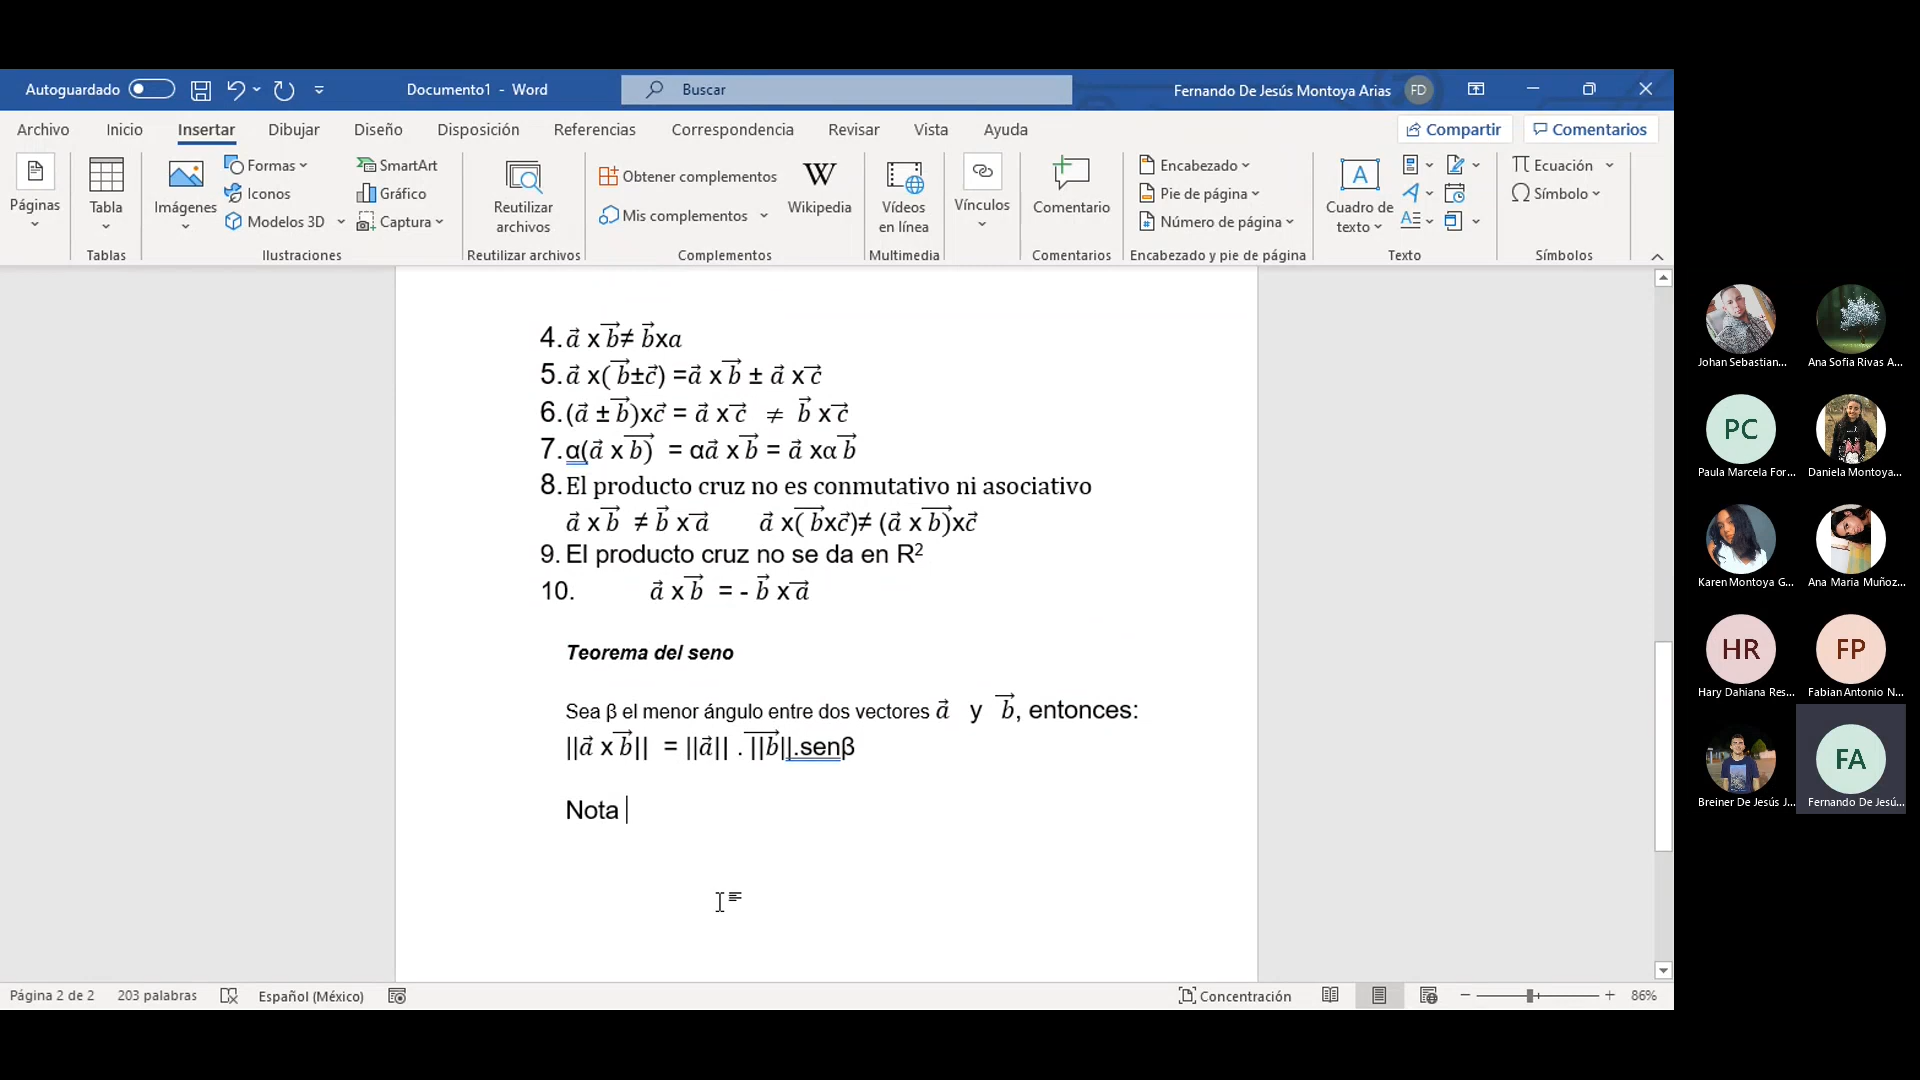 Autoguardado Documento1 - Word Buscar Fernando De Jesús Montoya Arias FD
Archivo Inicio Insertar Dibujar Diseño Disposición Referencias Correspondencia Revisar Vista Ayuda Compartir Comentarios
Páginas
Tabla
Tablas
Imágenes
Formas
Iconos
Modelos 3D
SmartArt
Gráfico
Captura
Ilustraciones
Reutilizar
archivos
Reutilizar archivos
Obtener complementos
Mis complementos
Wikipedia
Complementos
Vídeos
en línea
Multimedia
Vínculos
Comentario
Comentarios
Encabezado
Pie de página
Número de página
Encabezado y pie de página
Cuadro de
texto
Texto
Ecuación
Símbolo
Símbolos
4. a⃗ x b⃗ ≠ b⃗xa
5. a⃗ x( b⃗±c⃗) =a⃗ x b⃗ ± a⃗ x c⃗
6. (a⃗ ± b⃗)xc⃗ = a⃗ x c⃗ ≠ b⃗ x c⃗
7. α(a⃗ x b⃗) = αa⃗ x b⃗ = a⃗ xα b⃗
8. El producto cruz no es conmutativo ni asociativo
a⃗ x b⃗ ≠ b⃗ x a⃗ a⃗ x( b⃗xc⃗)≠ (a⃗ x b⃗)xc⃗
9. El producto cruz no se da en R²
10. a⃗ x b⃗ = - b⃗ x a⃗
Teorema del seno
Sea β el menor ángulo entre dos vectores a⃗ y b⃗, entonces:
||a⃗ x b⃗|| = ||a⃗|| . ||b⃗||.senβ
Nota
Página 2 de 2 203 palabras Español (México) Concentración 86%
Johan Sebastian... Ana Sofia Rivas A...
PC
Paula Marcela For... Daniela Montoya...
Karen Montoya G... Ana Maria Muñoz...
HR FP
Hary Dahiana Res... Fabian Antonio N...
FA
Breiner De Jesús J... Fernando De Jesú...